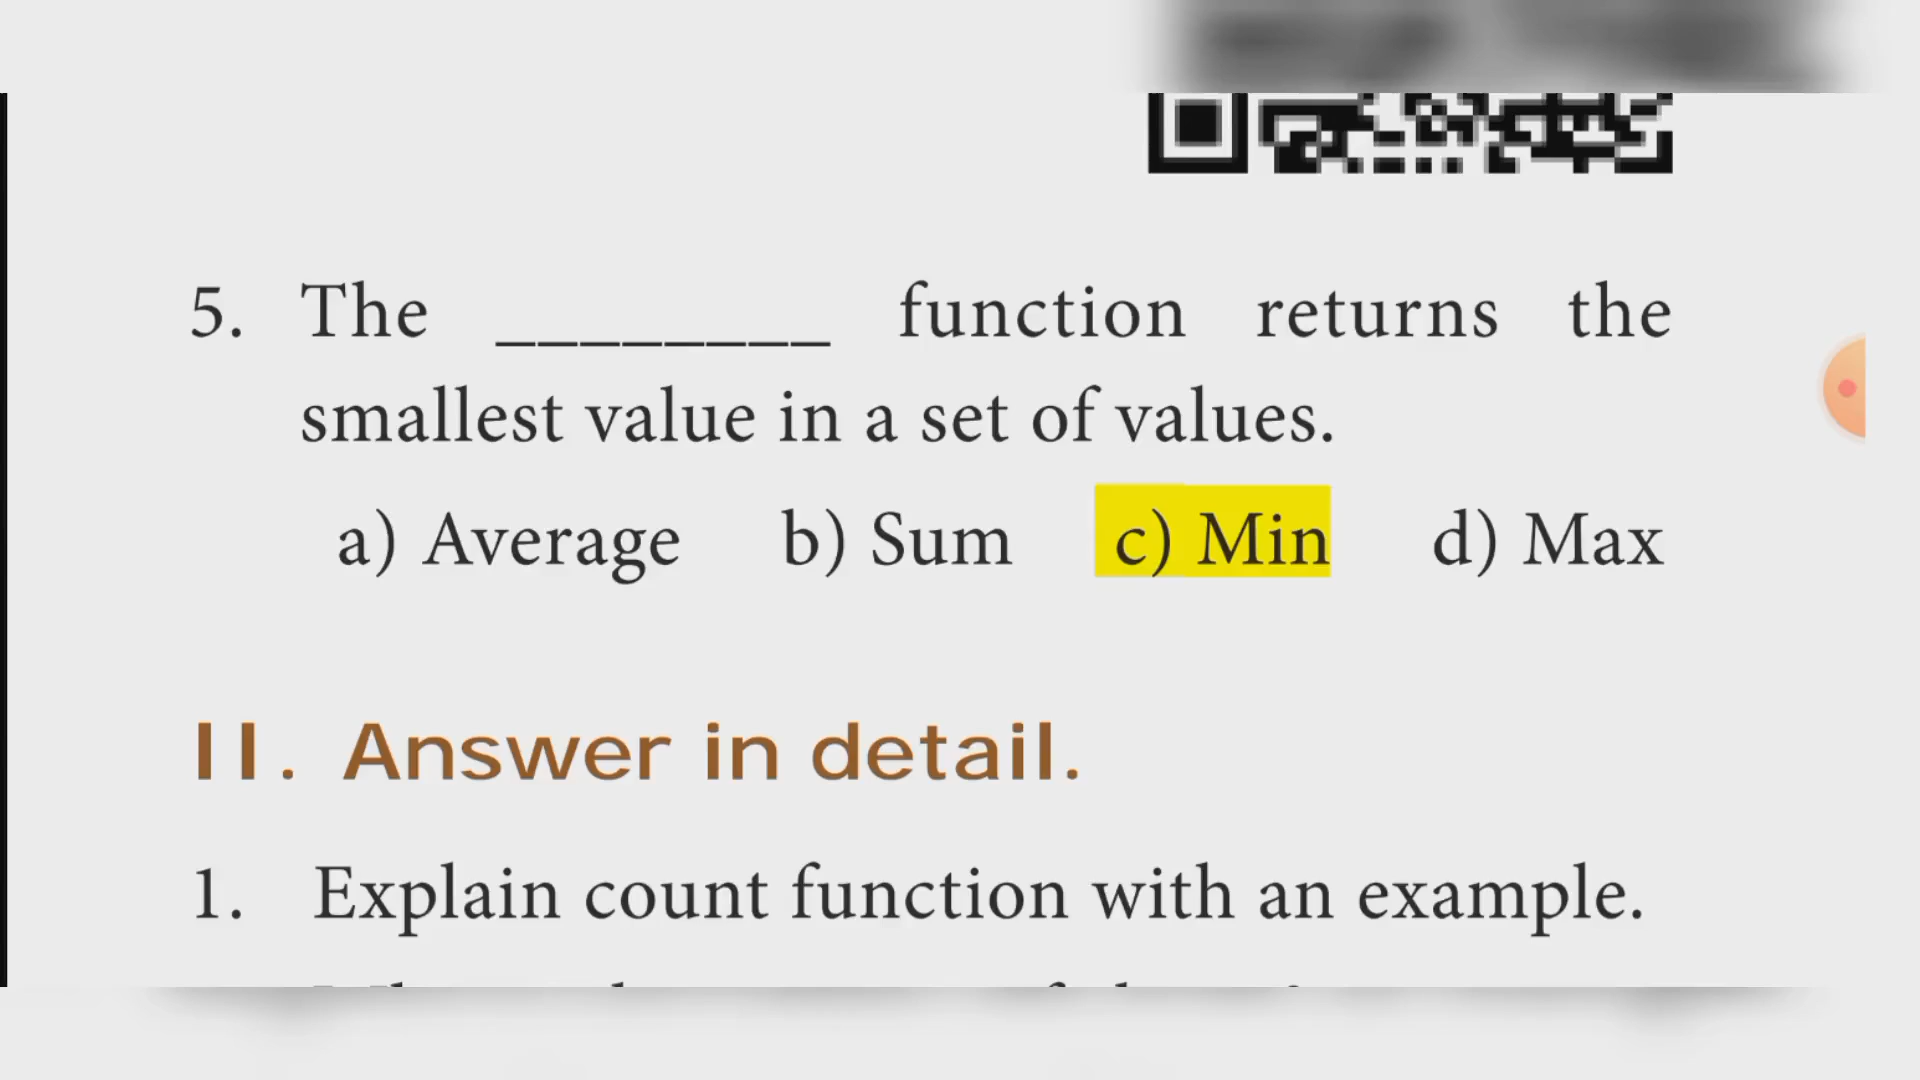 5. The ________ function returns the
smallest value in a set of values.
a) Average b) Sum c) Min d) Max
II. Answer in detail.
1. Explain count function with an example.